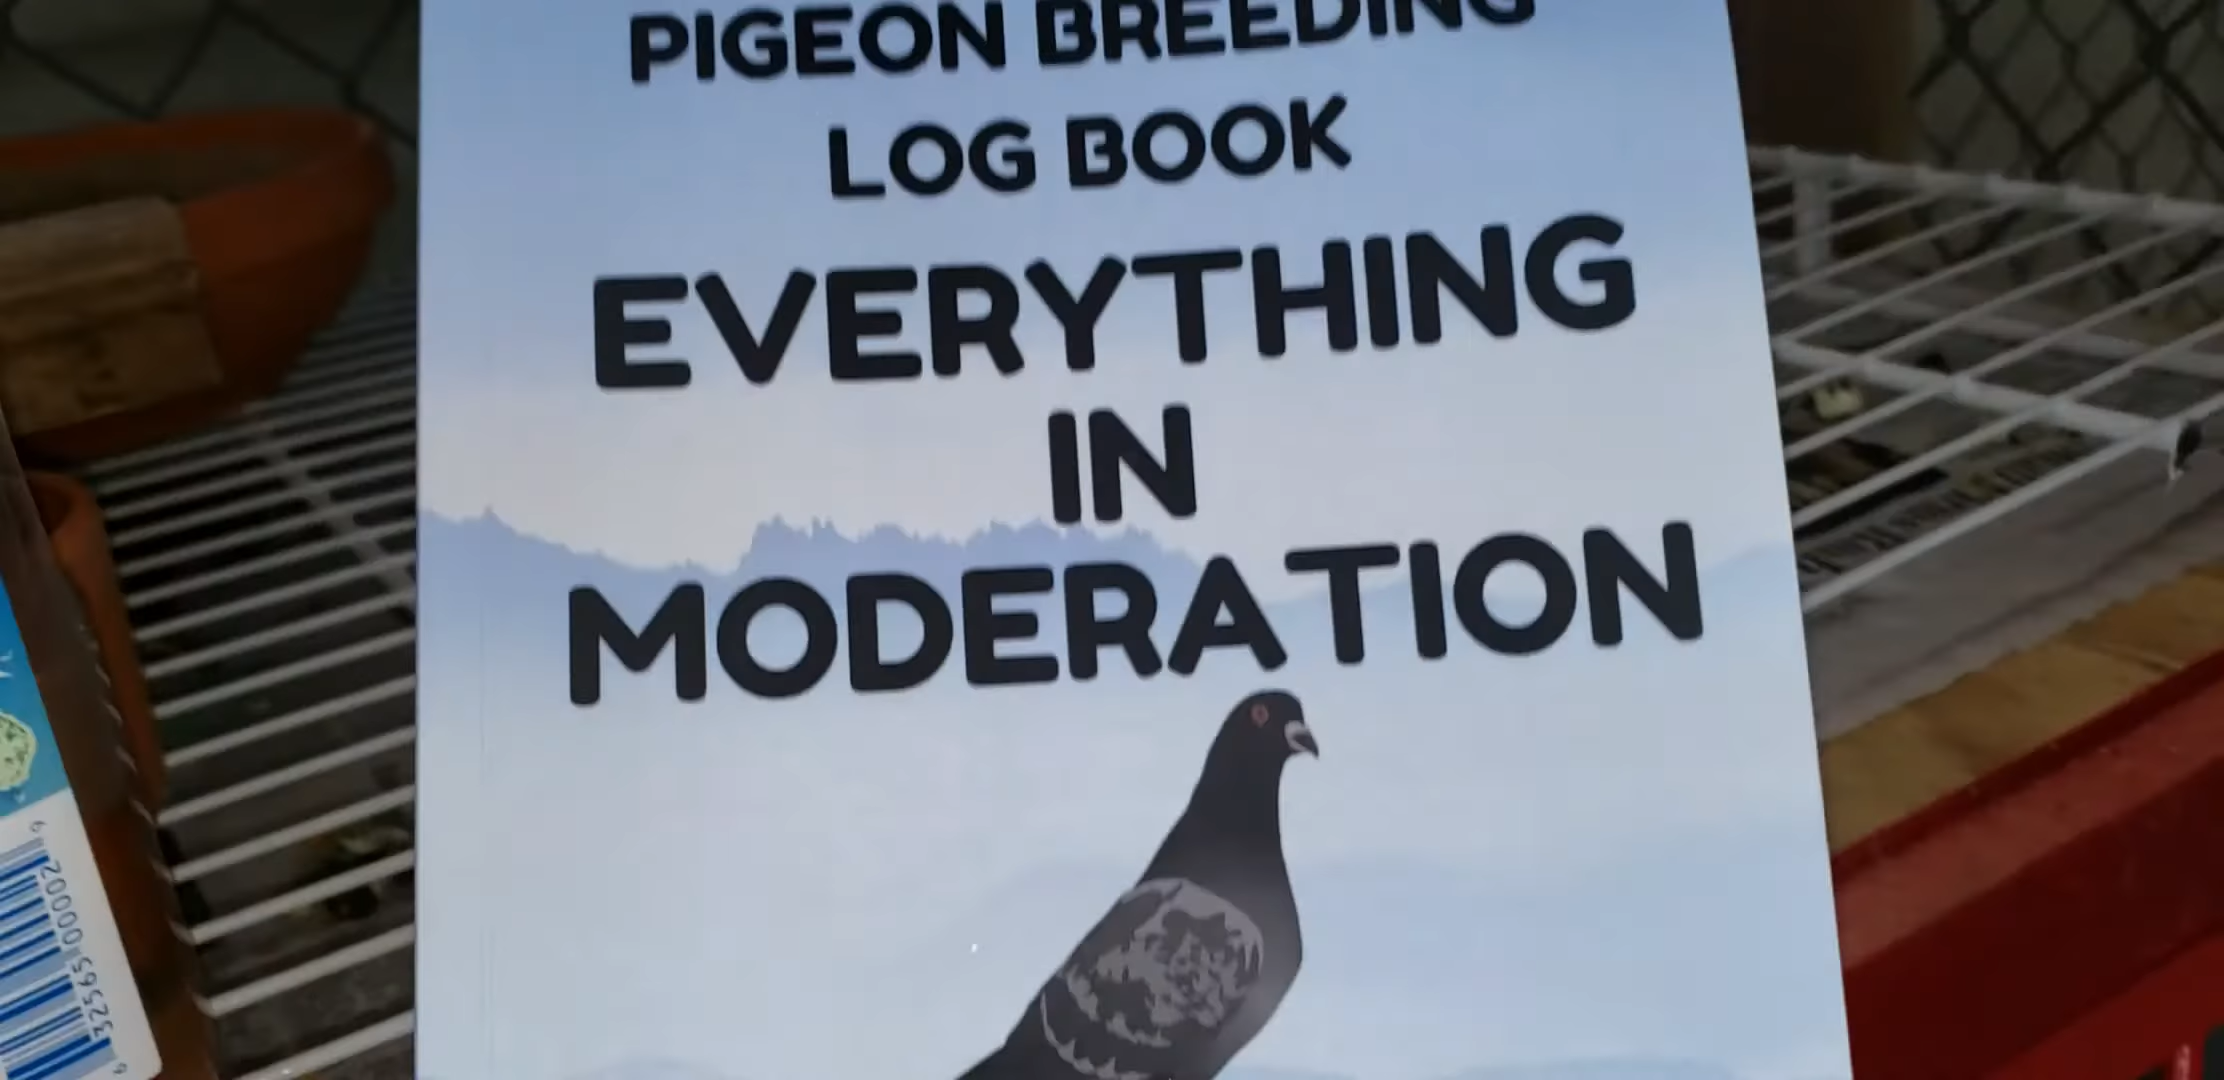 PIGEON BREEDING
LOG BOOK
EVERYTHING
IN
MODERATION